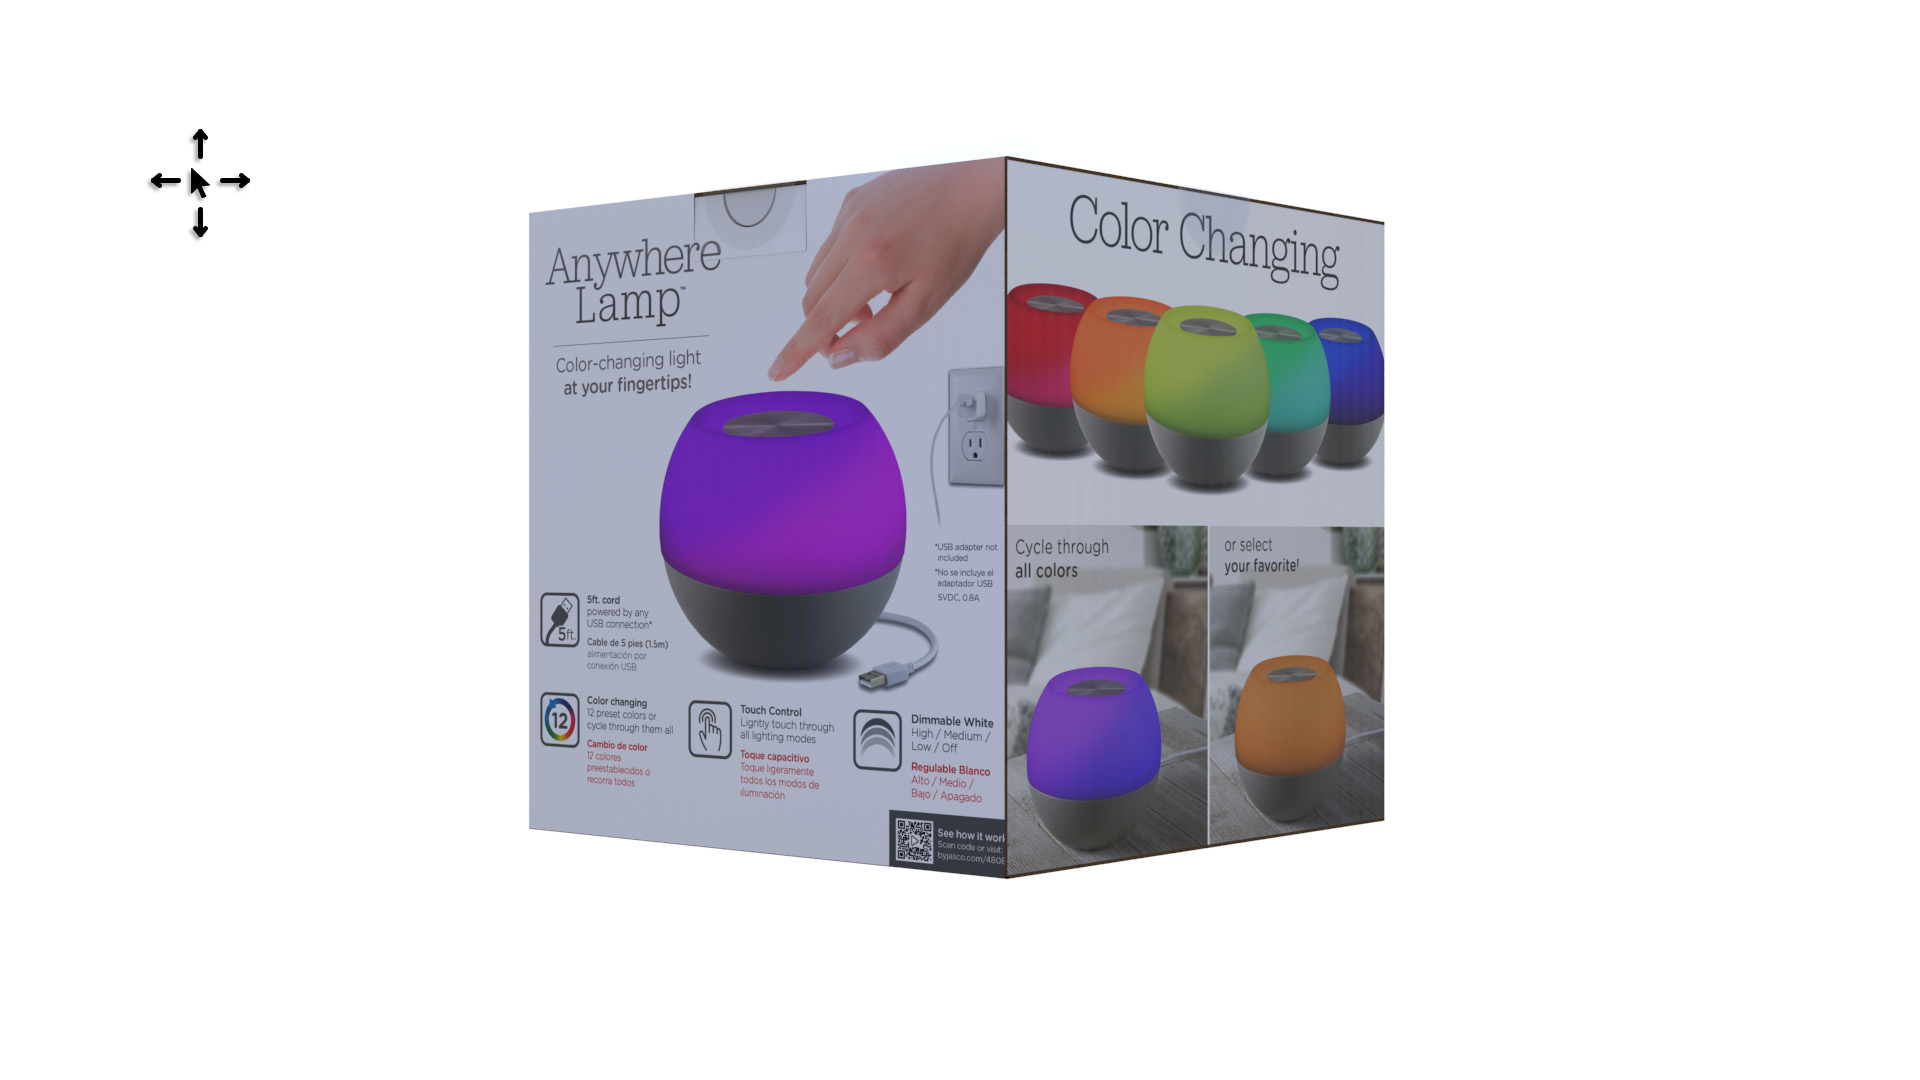 Anywhere
Lamp™
Color-changing light
at your fingertips!
*USB adapter not
included
*No se incluye el
adaptador USB
5VDC, 0.8A
5ft.
5ft. cord
powered by any
USB connection*
Cable de 5 pies (1.5m)
alimentación por
conexión USB
12
Color changing
12 preset colors or
cycle through them all
Cambio de color
12 colores
preestablecidos o
recorra todos
Touch Control
Lightly touch through
all lighting modes
Toque capacitivo
Toque ligeramente
todos los modos de
iluminación
Dimmable White
High / Medium /
Low / Off
Regulable Blanco
Alto / Medio /
Bajo / Apagado
See how it work
Scan code or visit:
byjasco.com/4808
Color Changing
Cycle through
all colors
or select
your favorite!